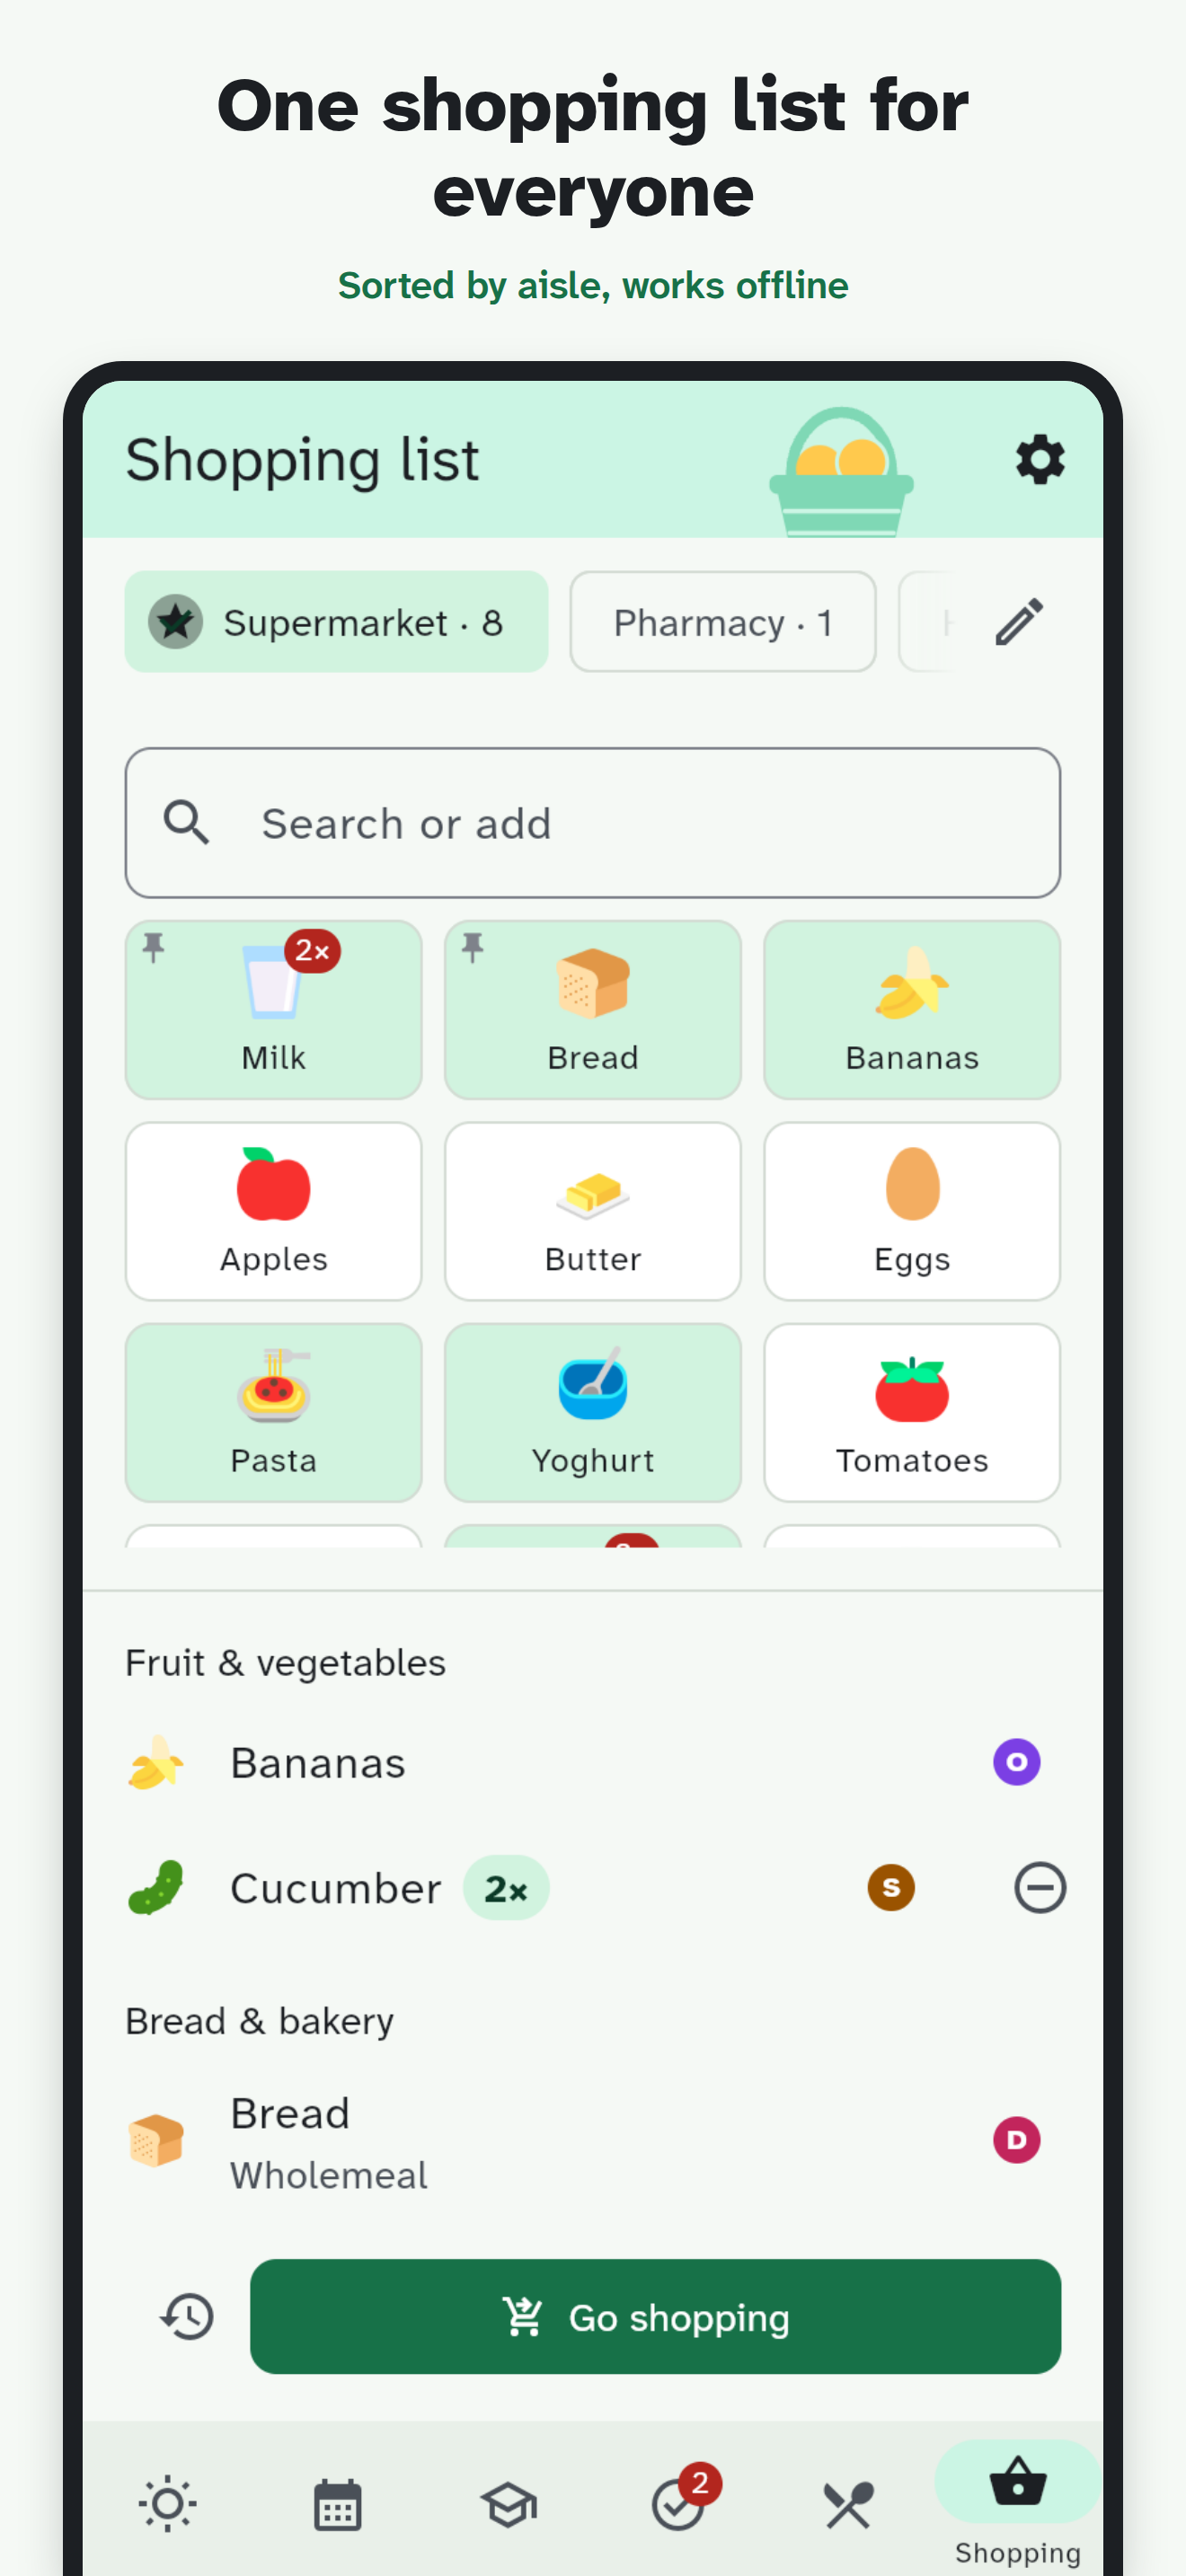 One shopping list for
everyone
Sorted by aisle, works offline
Shopping list
Supermarket · 8
Pharmacy · 1
Search or add
2×
Milk
Bread
Bananas
Apples
Butter
Eggs
Pasta
Yoghurt
Tomatoes
Fruit & vegetables
Bananas
O
Cucumber 2×
S
Bread & bakery
Bread
D
Wholemeal
Go shopping
2
Shopping